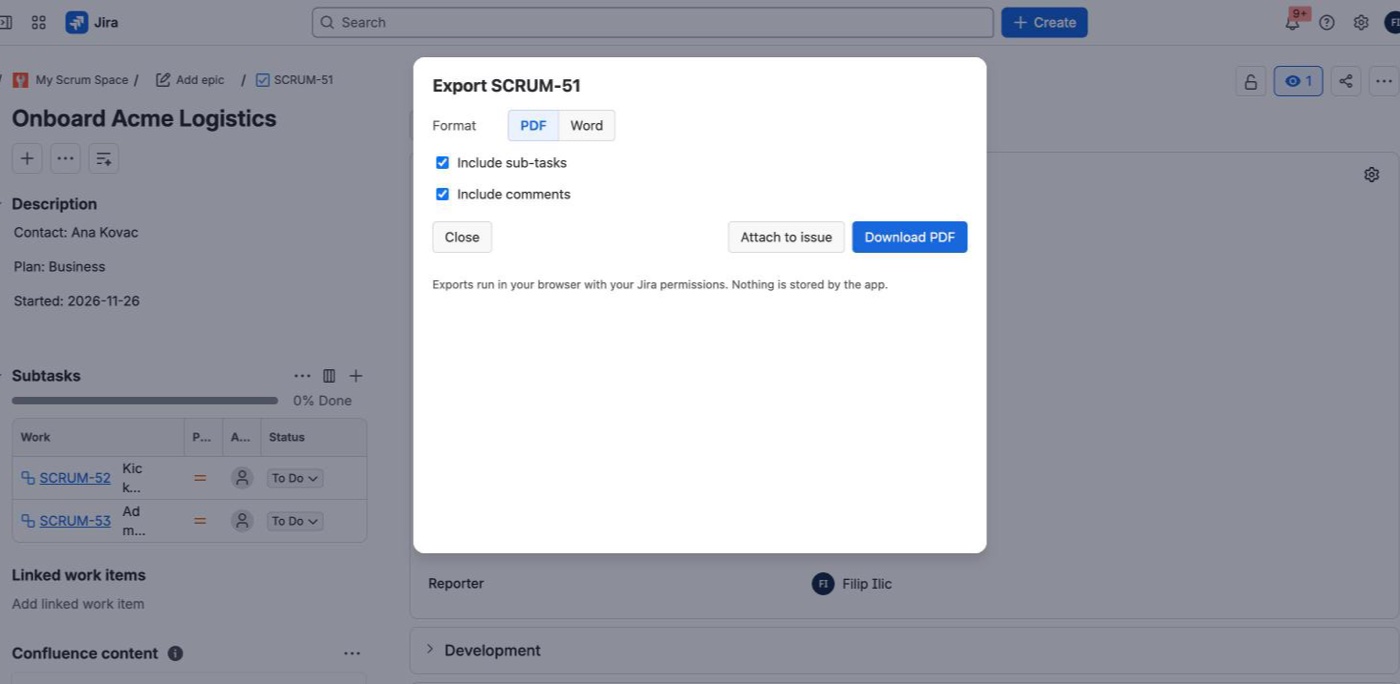 Jira
Search
Create
9+
FI
/ My Scrum Space / Add epic / SCRUM-51
1
Onboard Acme Logistics
Description
Contact: Ana Kovac
Plan: Business
Started: 2026-11-26
Subtasks
0% Done
Work P... A... Status
SCRUM-52 Kic
k... To Do
SCRUM-53 Ad
m... To Do
Linked work items
Add linked work item
Confluence content
Export SCRUM-51
Format PDF Word
Include sub-tasks
Include comments
Close Attach to issue Download PDF
Exports run in your browser with your Jira permissions. Nothing is stored by the app.
Reporter FI Filip Ilic
Development